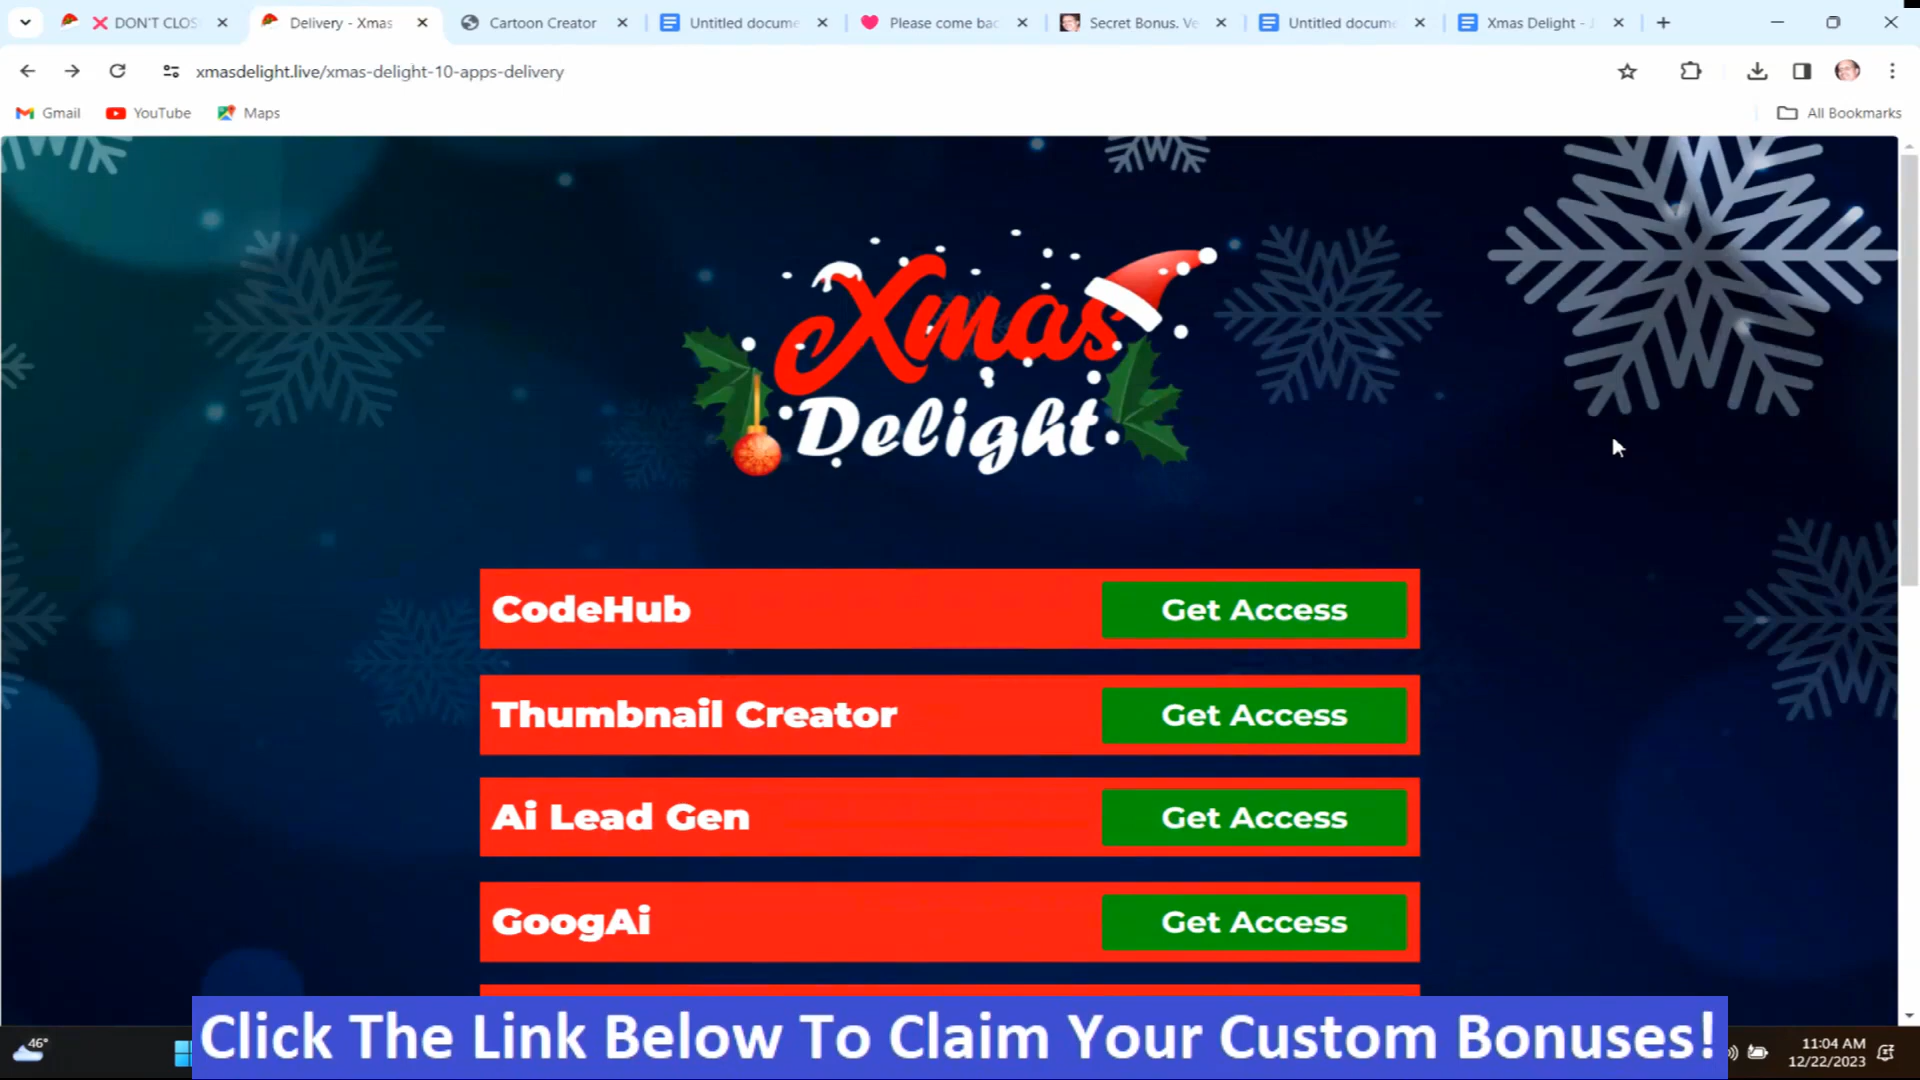 DON'T CLOS
Delivery - Xmas
Cartoon Creator
Untitled docume
Please come bac
Secret Bonus. Ve
Untitled docum
Xmas Delight - J
xmasdelight.live/xmas-delight-10-apps-delivery
Gmail
YouTube
Maps
All Bookmarks
Xmas
Delight
CodeHub
Get Access
Thumbnail Creator
Get Access
Ai Lead Gen
Get Access
GoogAi
Get Access
Click The Link Below To Claim Your Custom Bonuses!
46°
11:04 AM
12/22/2023